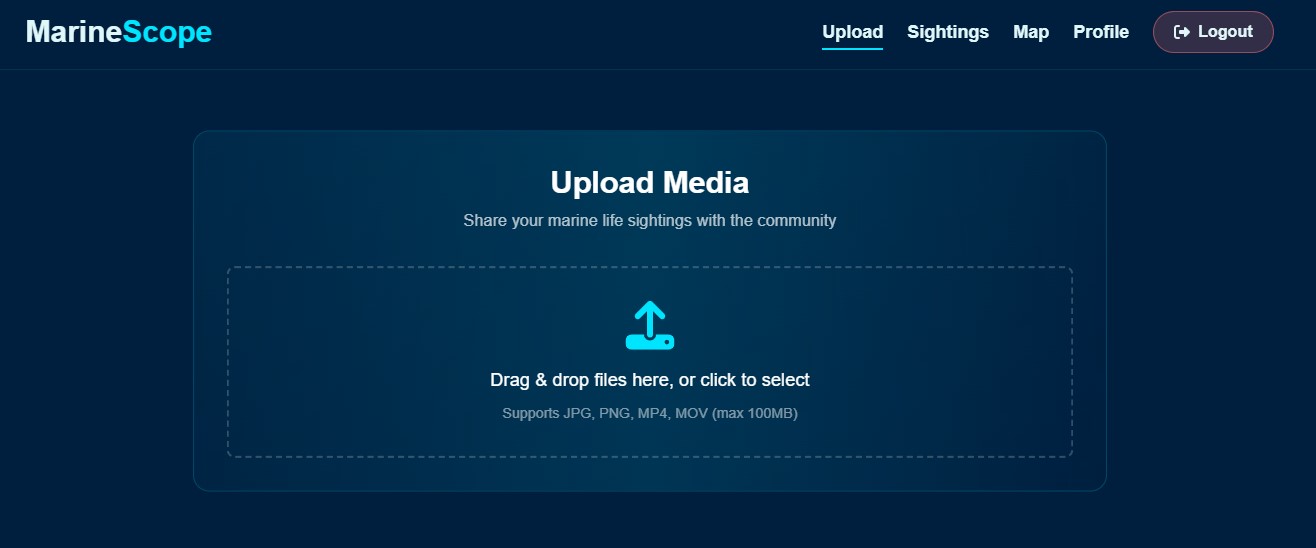 MarineScope
Upload Sightings Map Profile Logout
Upload Media
Share your marine life sightings with the community
Drag & drop files here, or click to select
Supports JPG, PNG, MP4, MOV (max 100MB)